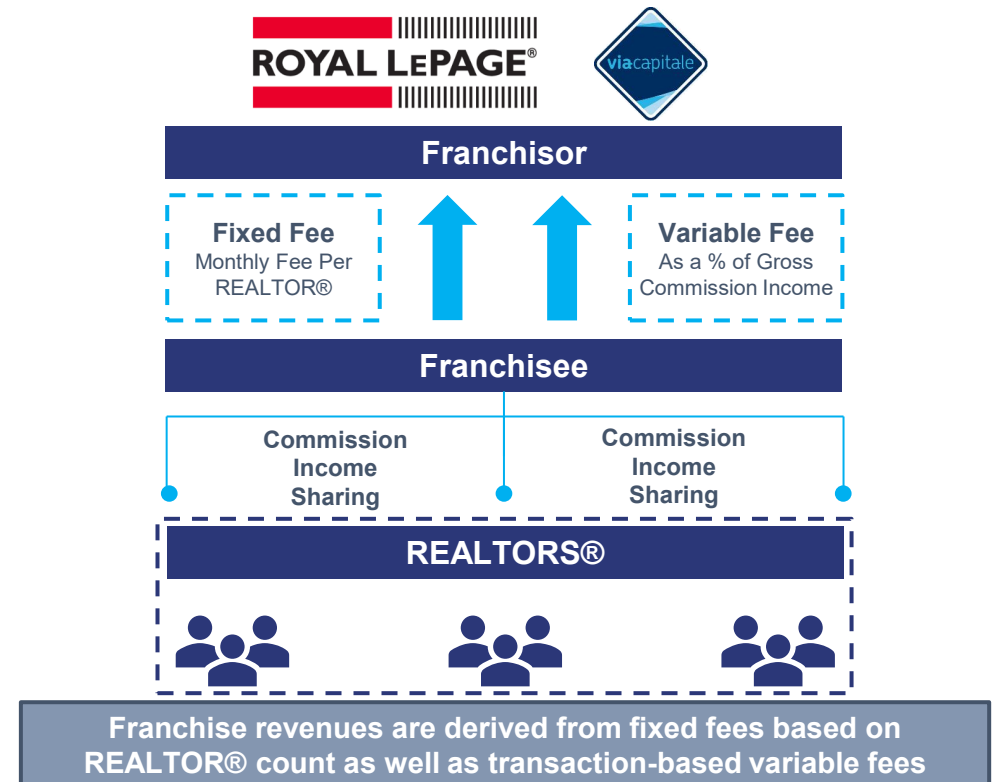 ROYAL LEPAGE®
viacapitale
Franchisor
Fixed Fee
Monthly Fee Per
REALTOR®
Variable Fee
As a % of Gross
Commission Income
Franchisee
Commission
Income
Sharing
Commission
Income
Sharing
REALTORS®
Franchise revenues are derived from fixed fees based on
REALTOR® count as well as transaction-based variable fees